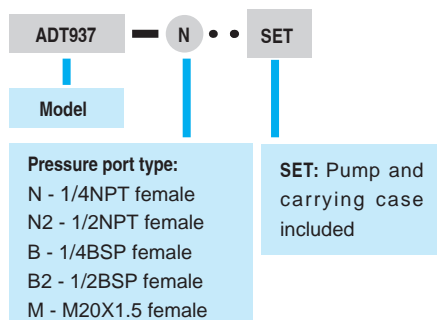 ADT937 — N • • SET
Model
Pressure port type:
N - 1/4NPT female
N2 - 1/2NPT female
B - 1/4BSP female
B2 - 1/2BSP female
M - M20X1.5 female
SET: Pump and
carrying case
included